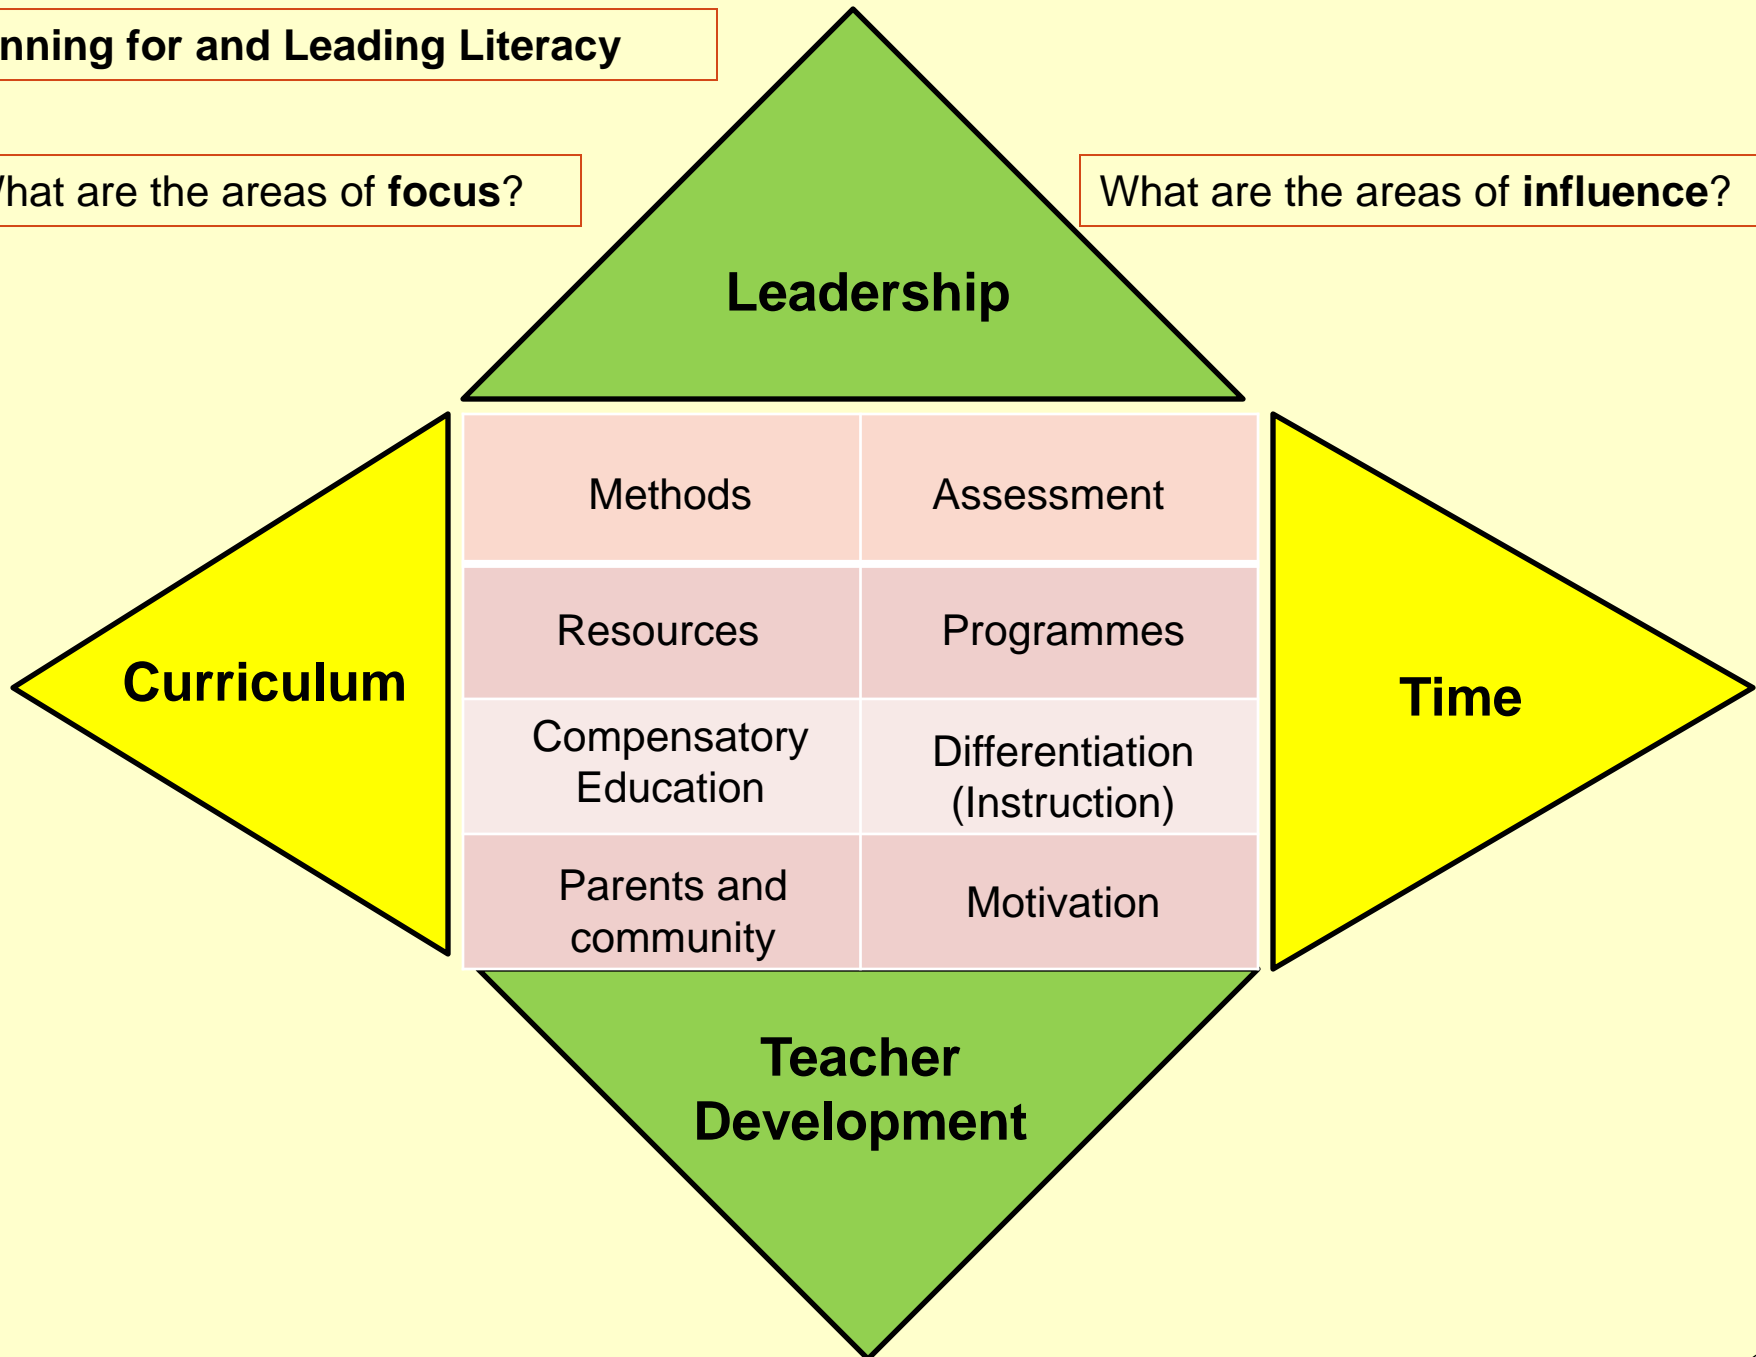 nning for and Leading Literacy
What are the areas of focus?
What are the areas of influence?
Leadership
Methods
Assessment
Resources
Programmes
Curriculum
Time
Compensatory
Education
Differentiation
(Instruction)
Parents and
community
Motivation
Teacher
Development